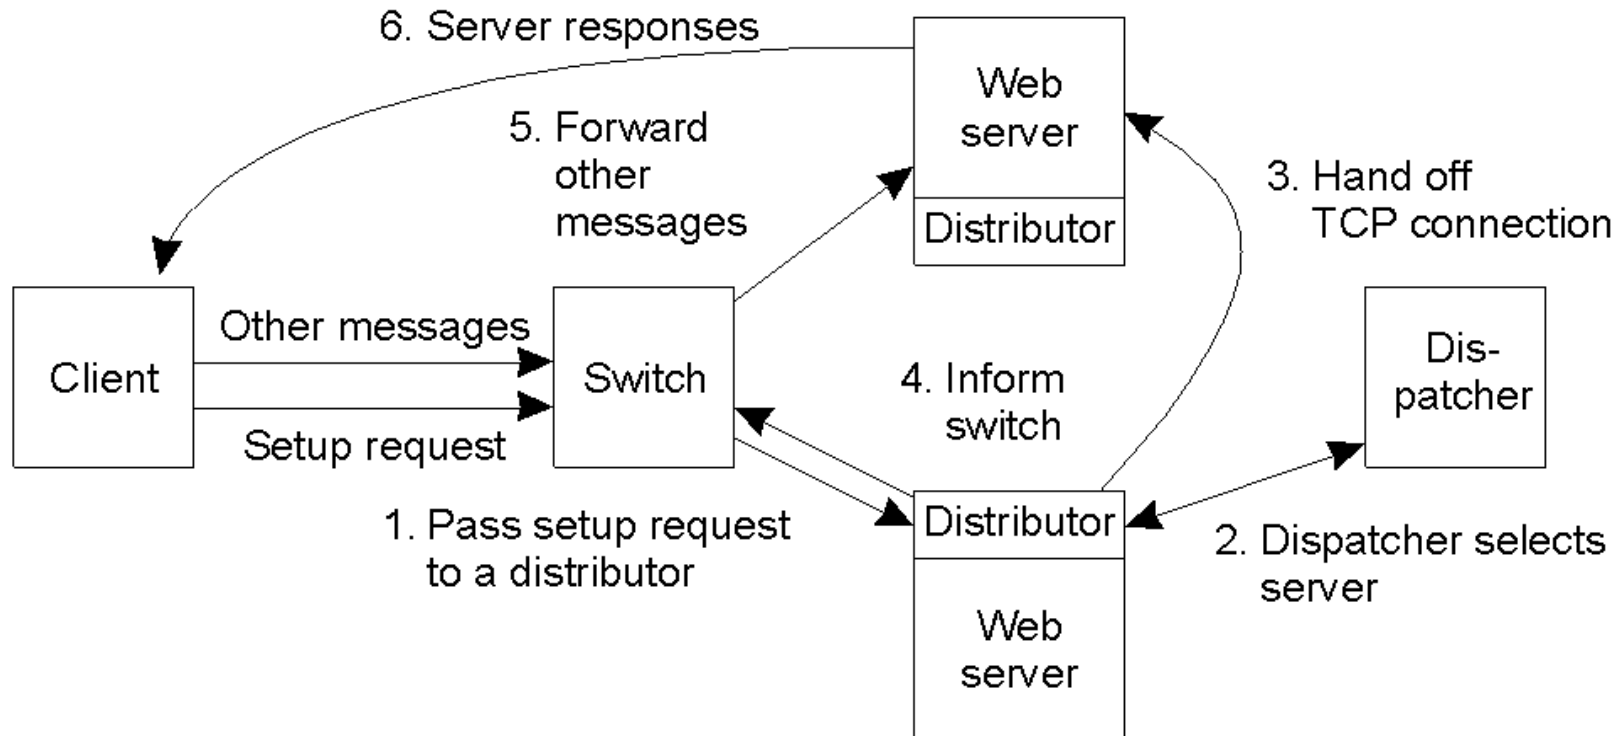 6. Server responses
Web
server
Distributor
5. Forward
other
messages
3. Hand off
TCP connection
Client
Other messages
Setup request
Switch
4. Inform
switch
Dis-
patcher
1. Pass setup request
to a distributor
Distributor
Web
server
2. Dispatcher selects
server